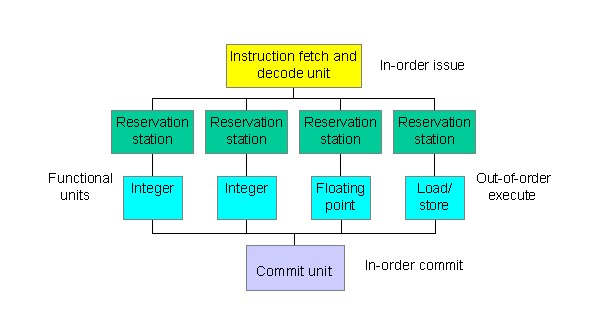 Instruction fetch and
decode unit
In-order issue
Reservation
station
Reservation
station
Reservation
station
Reservation
station
Functional
units
Integer
Integer
Floating
point
Load/
store
Out-of-order
execute
Commit unit
In-order commit